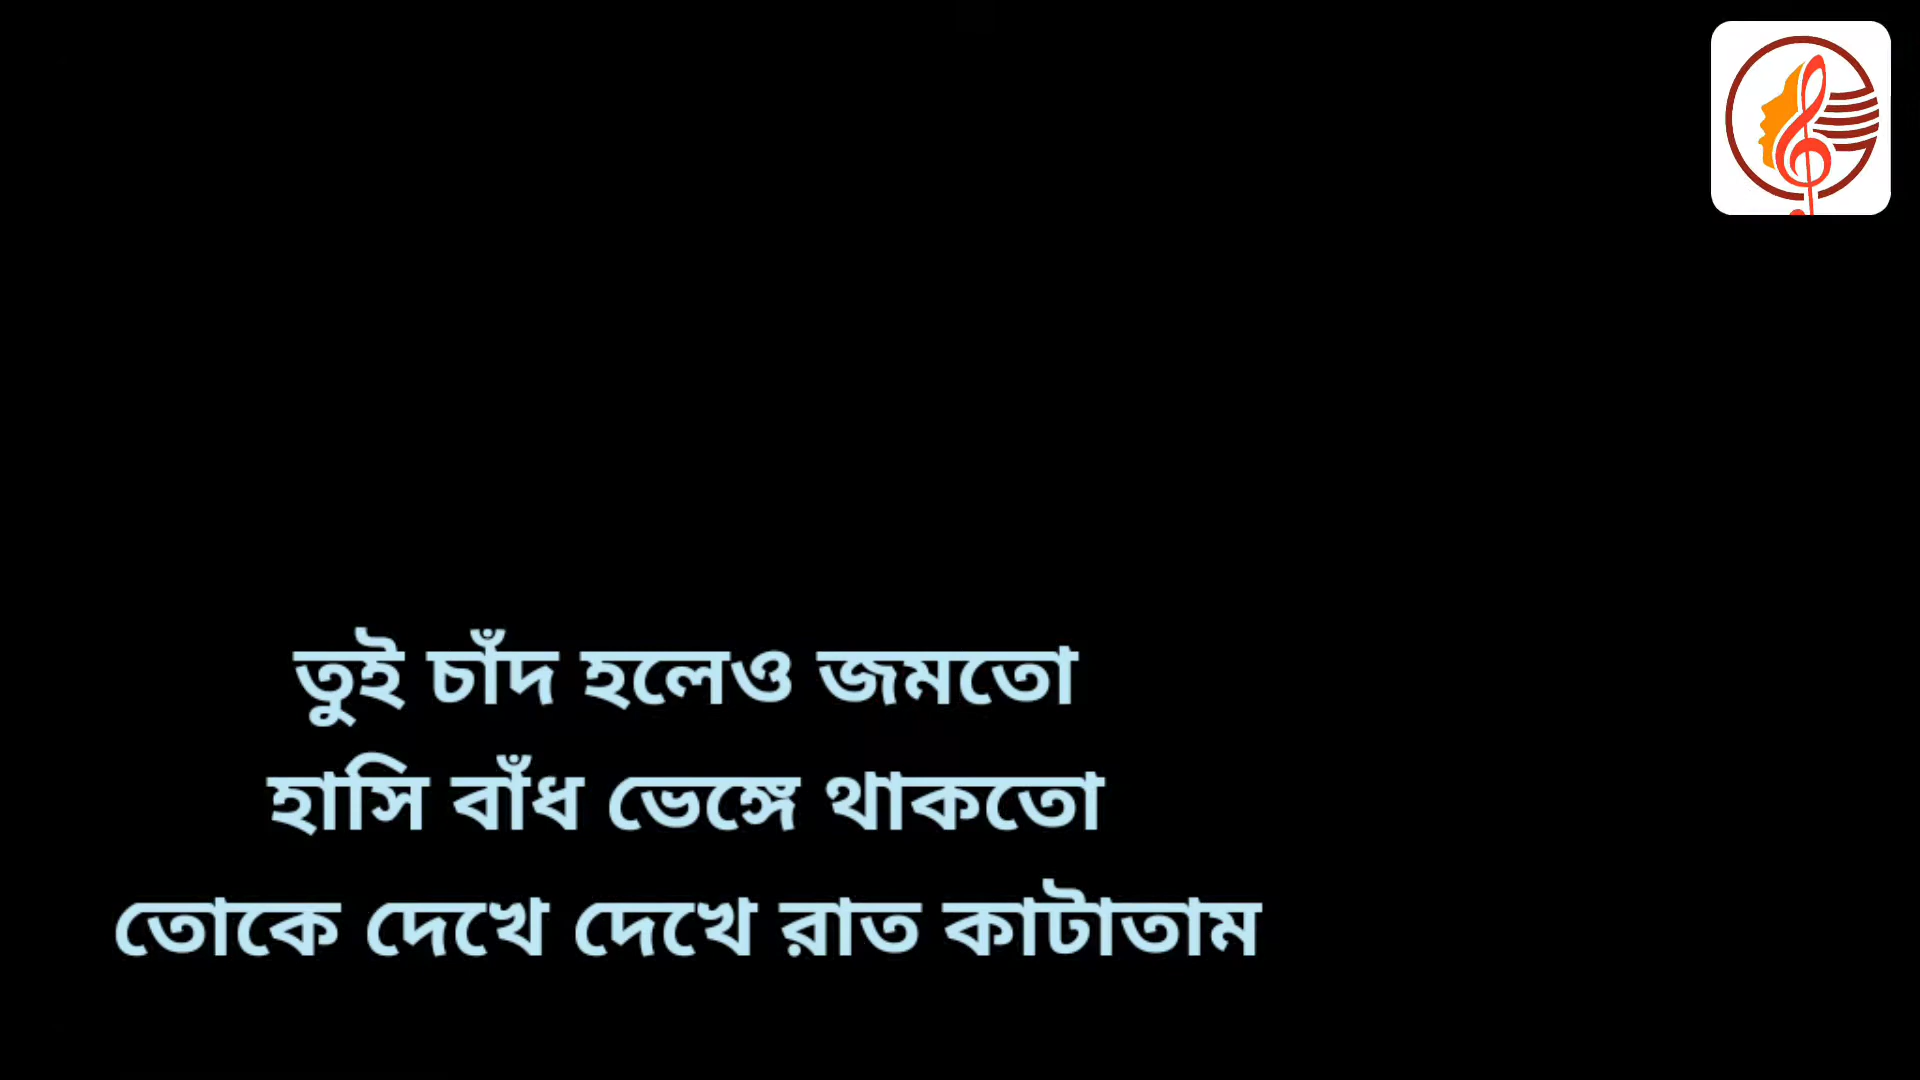 তুই চাঁদ হলেও জমতো
হাসি বাঁধ ভেঙ্গে থাকতো
তোকে দেখে দেখে রাত কাটাতাম